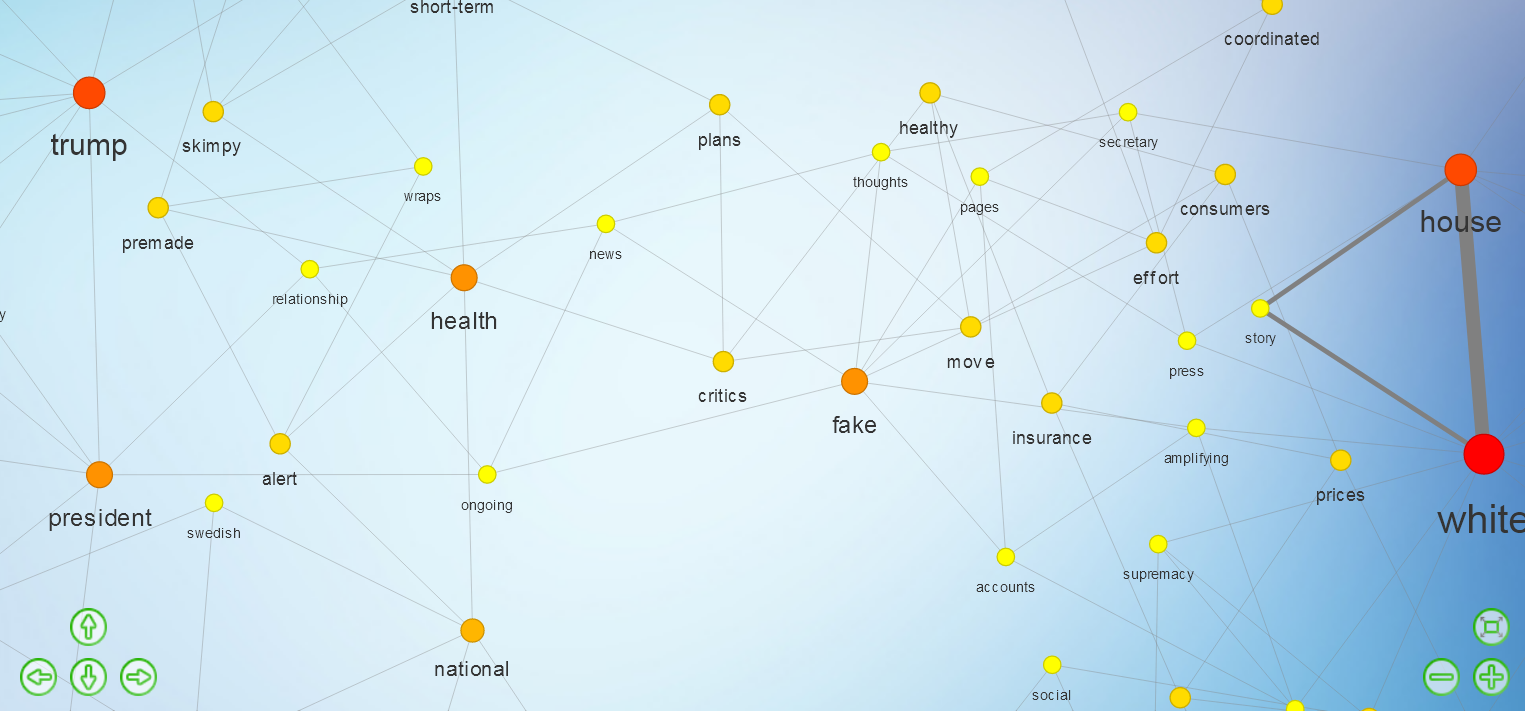 short-term
coordinated
trump
skimpy
plans
healthy
secretary
wraps
thoughts
pages
consumers
house
premade
news
effort
relationship
health
y
story
move
press
critics
fake
insurance
amplifying
alert
prices
president
ongoing
white
swedish
supremacy
accounts
national
social